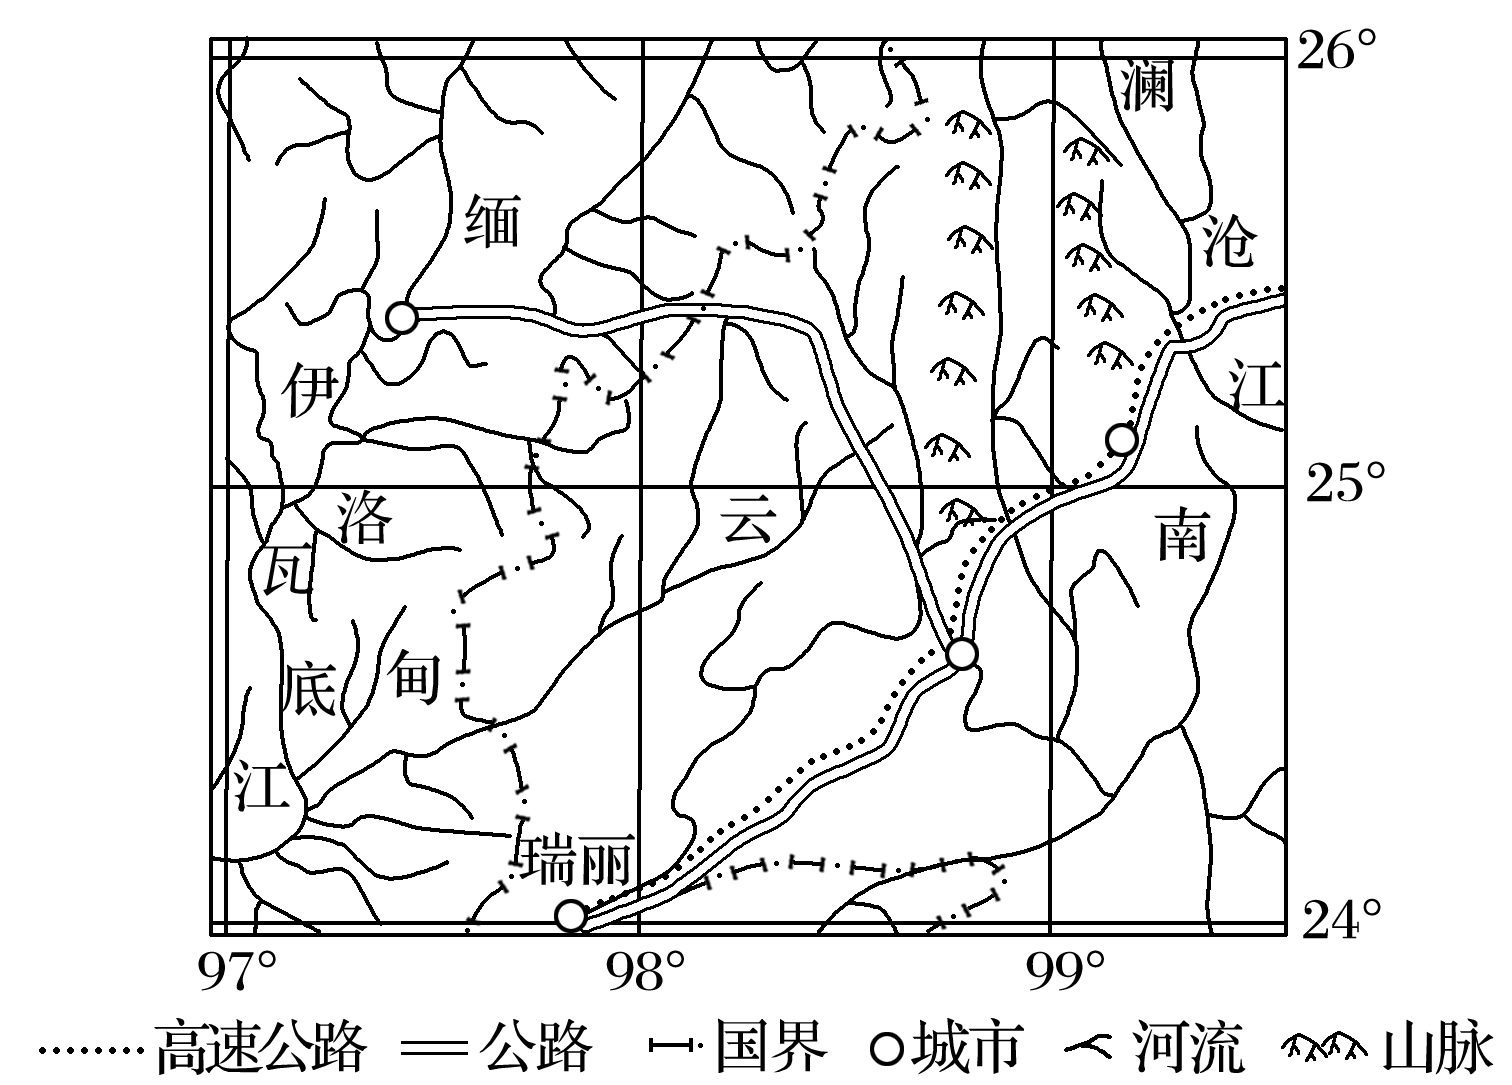 26°
澜
缅
沧
伊
江
25°
洛
云
南
瓦
底
甸
江
瑞丽
24°
97° 98° 99°
高速公路 公路 国界 城市 河流 山脉